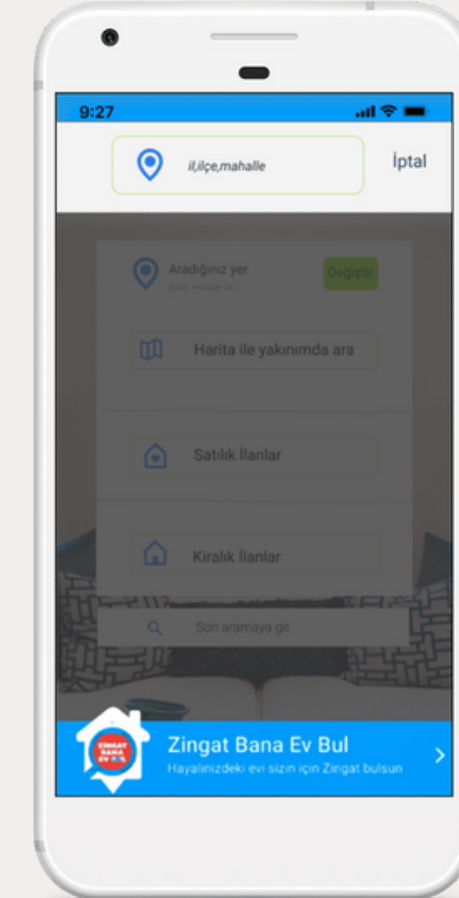 9:27
il,ilçe,mahalle
İptal
Aradığınız yer
Değiştir
Harita ile yakınımda ara
Satılık İlanlar
Kiralık İlanlar
Son aramaya git
ZINGAT
BANA
EV BUL
Zingat Bana Ev Bul
Hayalinizdeki evi sizin için Zingat bulsun